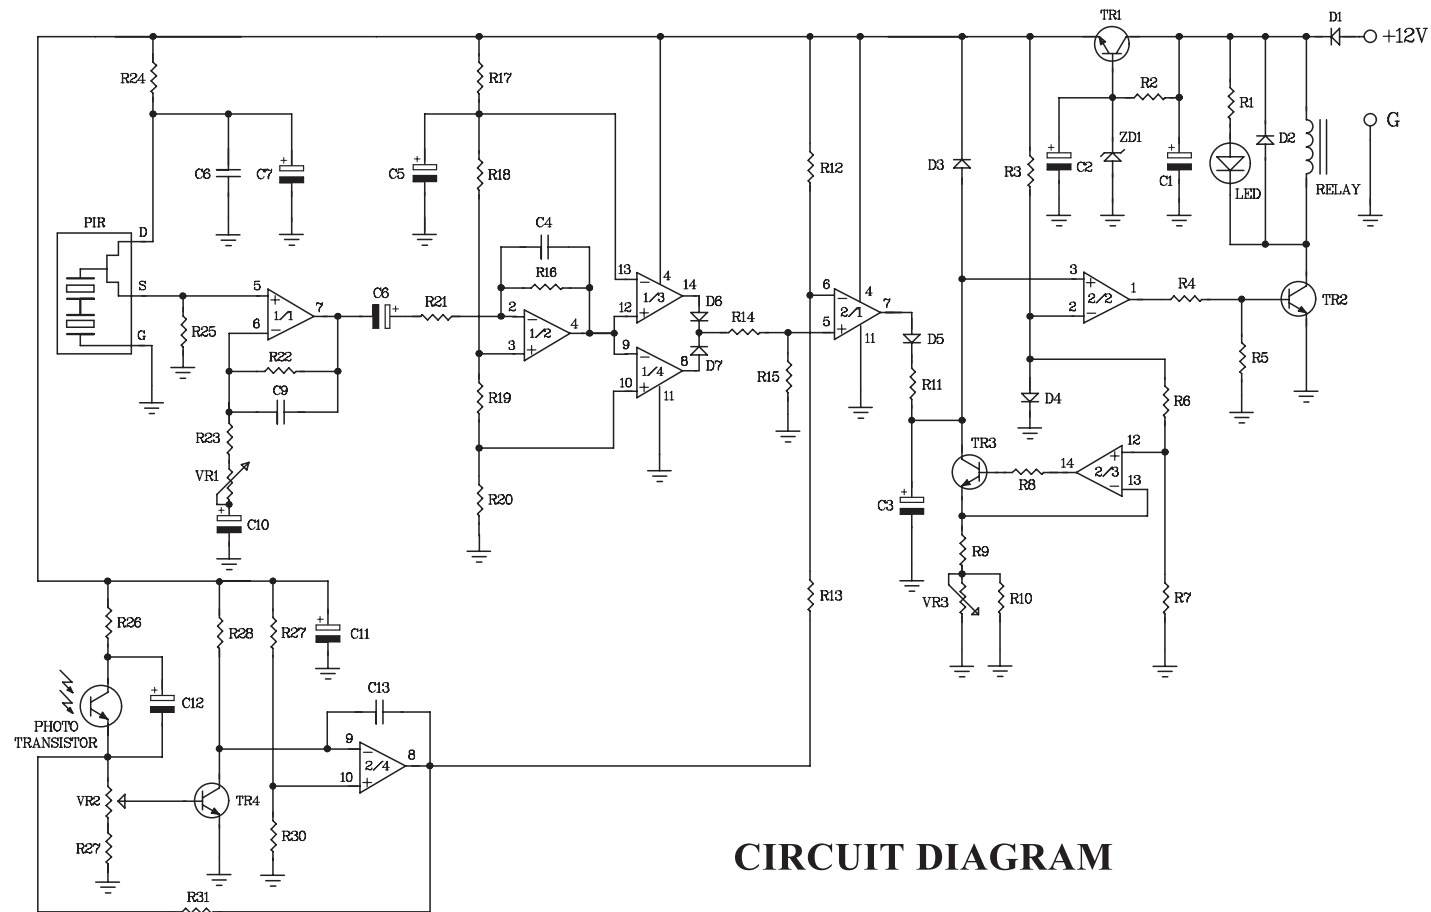 D1
+12V
TR1
R24
R17
R2
R1
G
C6
C7
C5
R18
R12
D3
R3
C2
ZD1
C1
D2
LED
RELAY
PIR
D
S
G
C4
R16
13
4
14
1/3
12
D6
6
4
7
2/1
5
11
3
2/2
1
2
R4
TR2
5
1/1
7
6
C6
+
R21
2
1/2
4
3
R14
D5
R25
R22
C9
9
1/4
8
10
11
D7
R15
R11
D4
R5
R6
R23
VR1
R19
TR3
R8
14
12
2/3
13
C10
R20
C3
R9
VR3
R10
R7
R13
R26
R28
R27
C11
PHOTO
TRANSISTOR
C12
C13
9
2/4
8
10
VR2
TR4
R27
R30
R31
CIRCUIT DIAGRAM